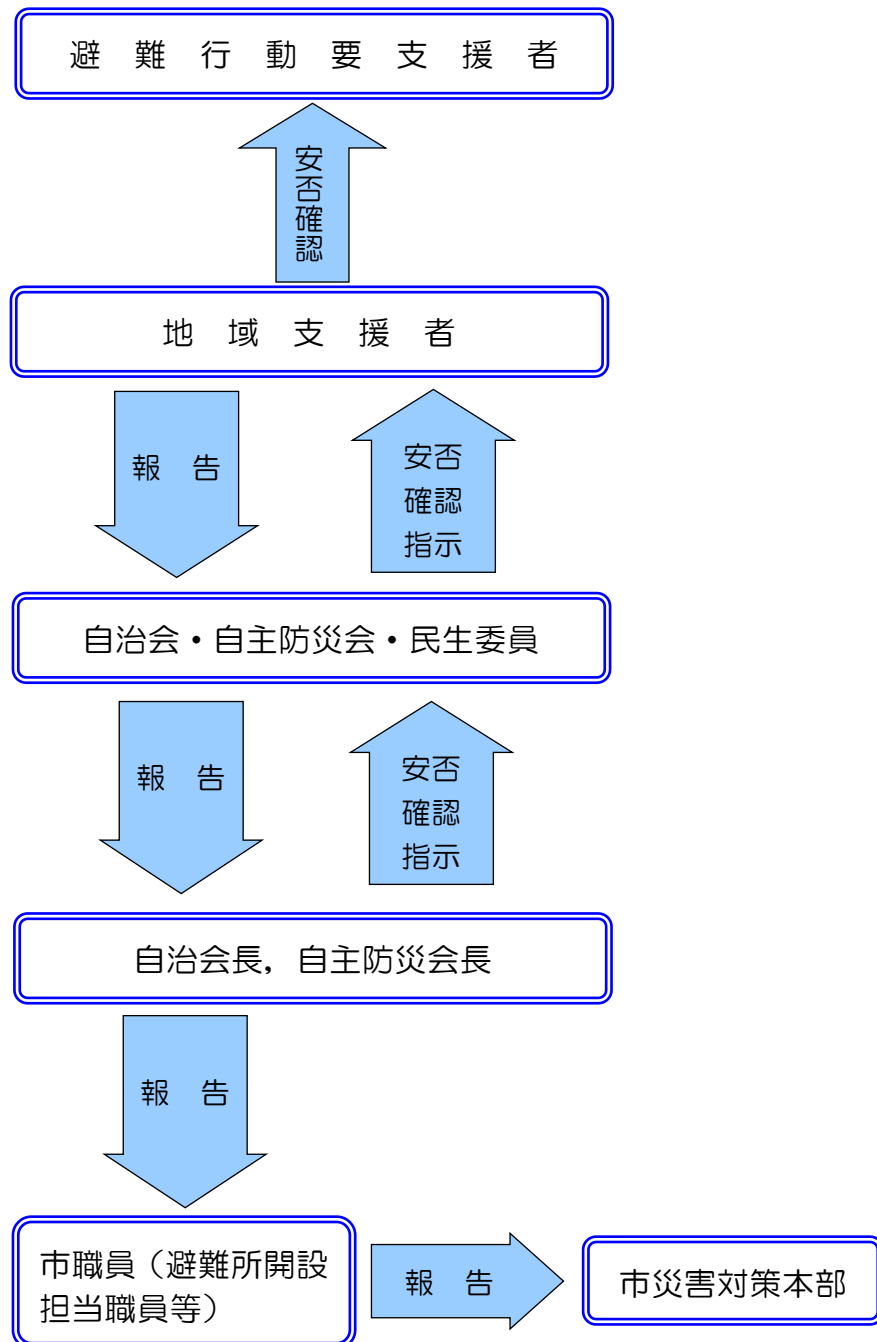 避難行動要支援者
安否確認
地域支援者
報告
安否
確認
指示
自治会・自主防災会・民生委員
報告
安否
確認
指示
自治会長，自主防災会長
報告
市職員（避難所開設
担当職員等）
報告
市災害対策本部